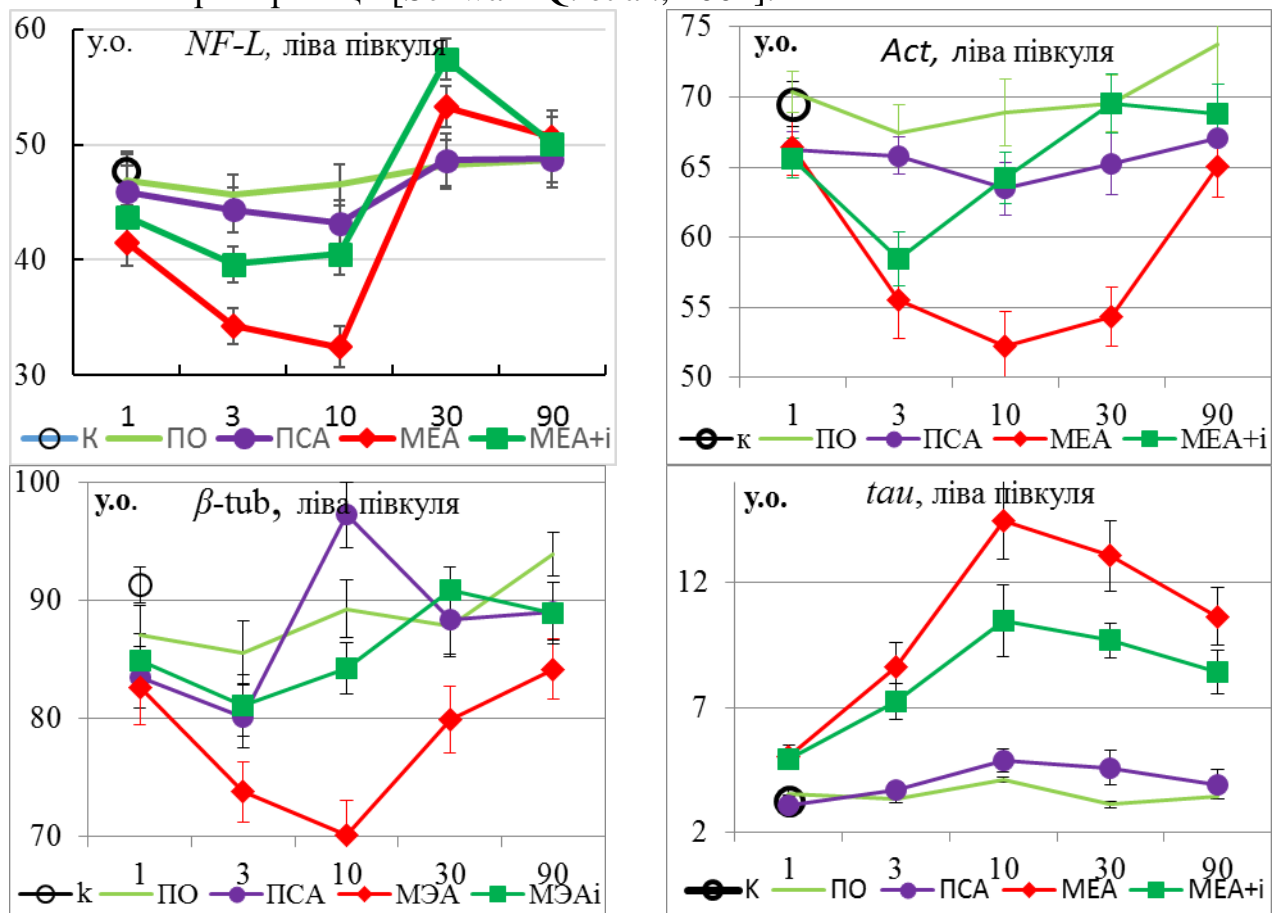 60
50
40
30
у.о. NF-L, ліва півкуля
1 3 10 30 90
К ПО ПСА МЕА МЕА+і
75
70
65
60
55
50
у.о. Act, ліва півкуля
1 3 10 30 90
к ПО ПСА МЕА МЕА+і
100
90
80
70
у.о. β-tub, ліва півкуля
1 3 10 30 90
k ПО ПСА МЭА МЭАі
12
7
2
у.о. tau, ліва півкуля
1 3 10 30 90
К ПО ПСА МЕА МЕА+і